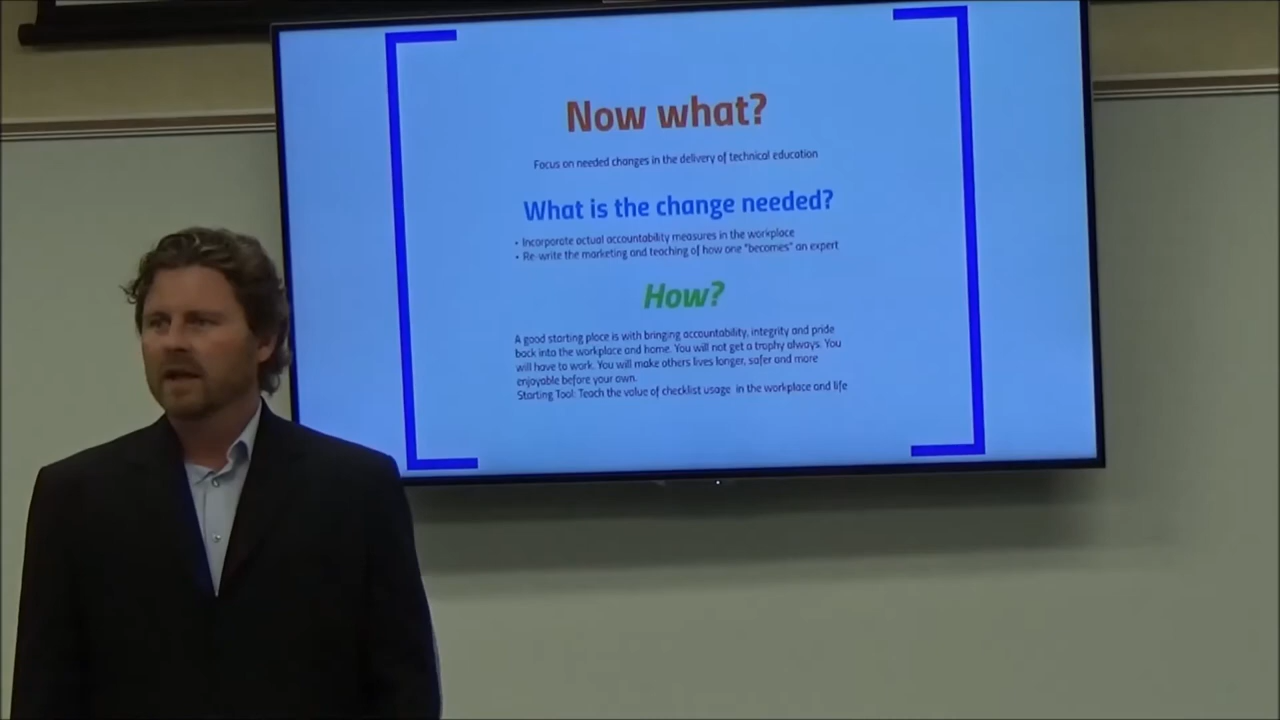 Now what?
Focus on needed changes in the delivery of technical education
What is the change needed?
• Incorporate actual accountability measures in the workplace
• Re-write the marketing and teaching of how one "becomes" an expert
How?
A good starting place is with bringing accountability, integrity and pride
back into the workplace and home. You will not get a trophy always. You
will have to work. You will make others lives longer, safer and more
enjoyable before your own.
Starting Tool: Teach the value of checklist usage in the workplace and life